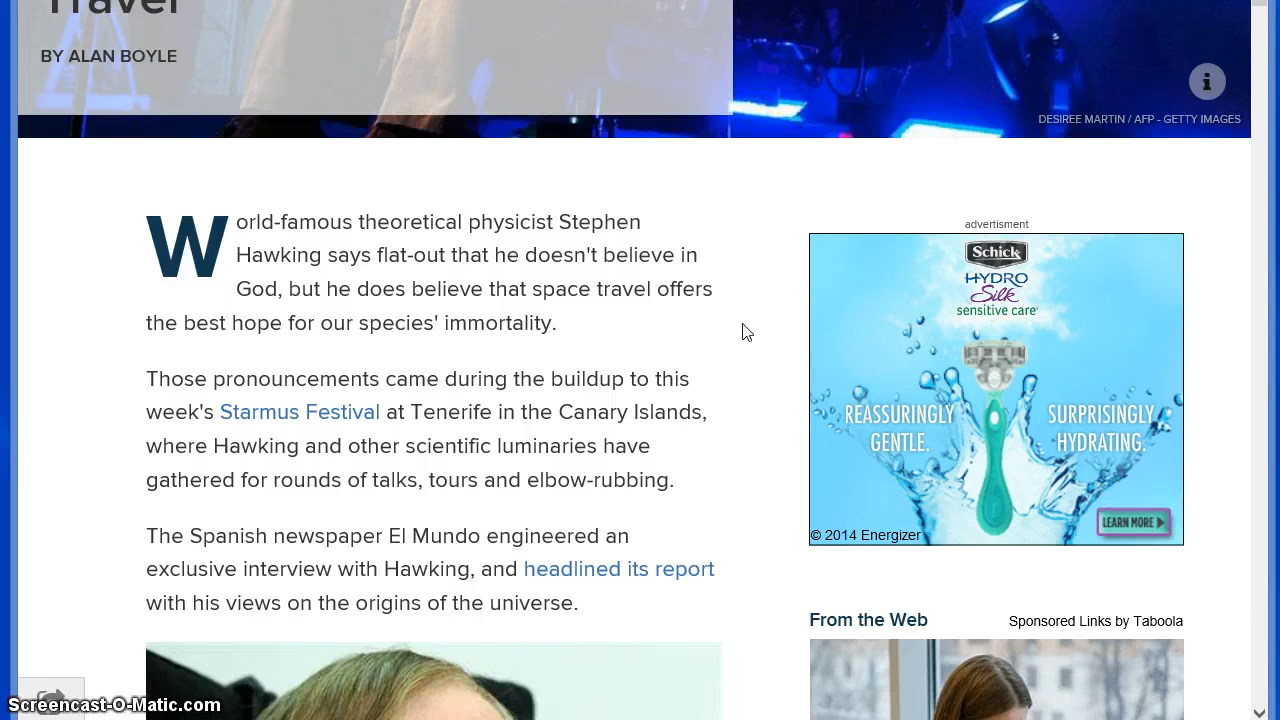 Travel
BY ALAN BOYLE
i
DESIREE MARTIN / AFP - GETTY IMAGES
World-famous theoretical physicist Stephen
Hawking says flat-out that he doesn't believe in
God, but he does believe that space travel offers
the best hope for our species' immortality.
Those pronouncements came during the buildup to this
week's Starmus Festival at Tenerife in the Canary Islands,
where Hawking and other scientific luminaries have
gathered for rounds of talks, tours and elbow-rubbing.
The Spanish newspaper El Mundo engineered an
exclusive interview with Hawking, and headlined its report
with his views on the origins of the universe.
advertisment
Schick
HYDRO
Silk
sensitive care
REASSURINGLY
GENTLE.
SURPRISINGLY
HYDRATING.
LEARN MORE
© 2014 Energizer
From the Web
Sponsored Links by Taboola
Screencast-O-Matic.com